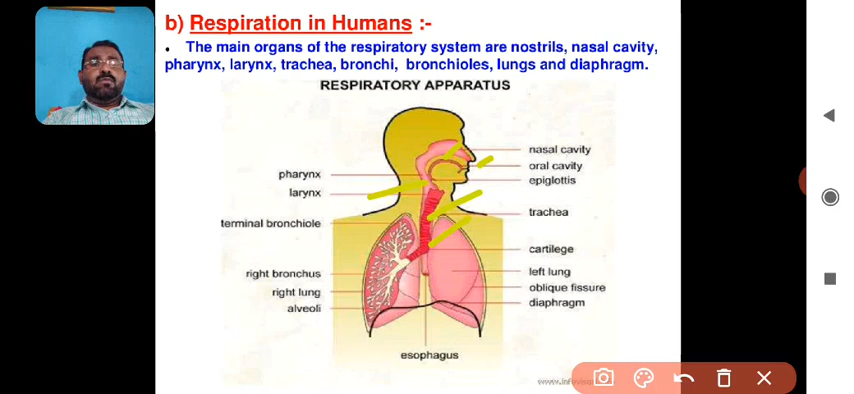 b) Respiration in Humans :-
• The main organs of the respiratory system are nostrils, nasal cavity,
pharynx, larynx, trachea, bronchi, bronchioles, lungs and diaphragm.
RESPIRATORY APPARATUS
nasal cavity
oral cavity
epiglottis
trachea
cartilege
left lung
oblique fissure
diaphragm
pharynx
larynx
terminal bronchiole
right bronchus
right lung
alveoli
esophagus